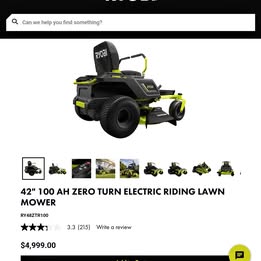 Can we help you find something?
RYOBI
42" 100 AH ZERO TURN ELECTRIC RIDING LAWN
MOWER
RY48ZTR100
3.3 (215) Write a review
$4,999.00